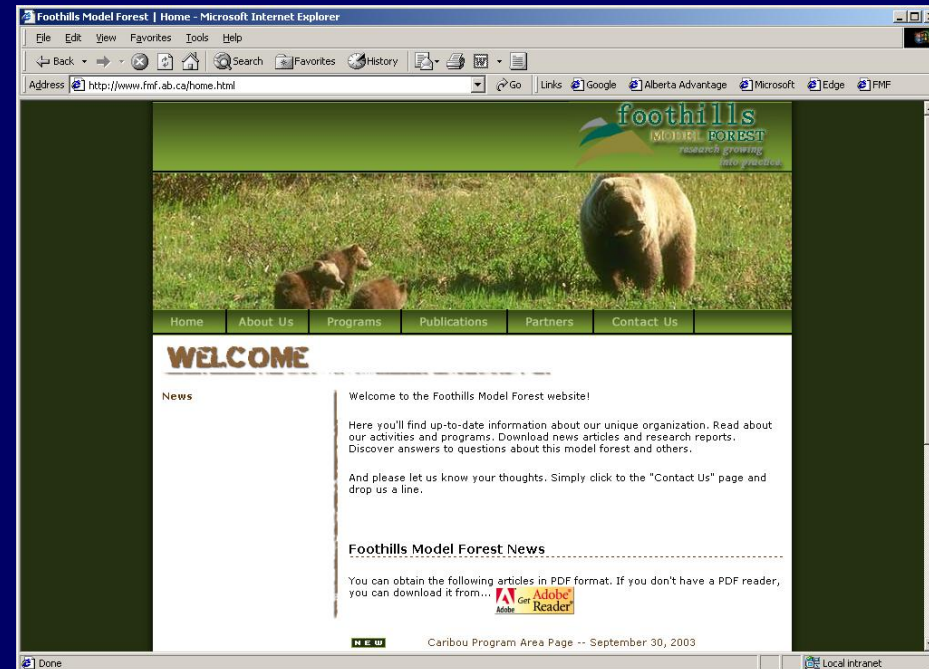 Foothills Model Forest | Home - Microsoft Internet Explorer
File Edit View Favorites Tools Help
Back Search Favorites History
Address http://www.fmf.ab.ca/home.html Go Links Google Alberta Advantage Microsoft Edge FMF
foothills
MODEL FOREST
research growing
into practice
Home About Us Programs Publications Partners Contact Us
WELCOME
News
Welcome to the Foothills Model Forest website!
Here you'll find up-to-date information about our unique organization. Read about
our activities and programs. Download news articles and research reports.
Discover answers to questions about this model forest and others.
And please let us know your thoughts. Simply click to the "Contact Us" page and
drop us a line.
Foothills Model Forest News
You can obtain the following articles in PDF format. If you don't have a PDF reader,
you can download it from... Adobe Get Adobe® Reader®
NEW Caribou Program Area Page -- September 30, 2003
Done Local intranet